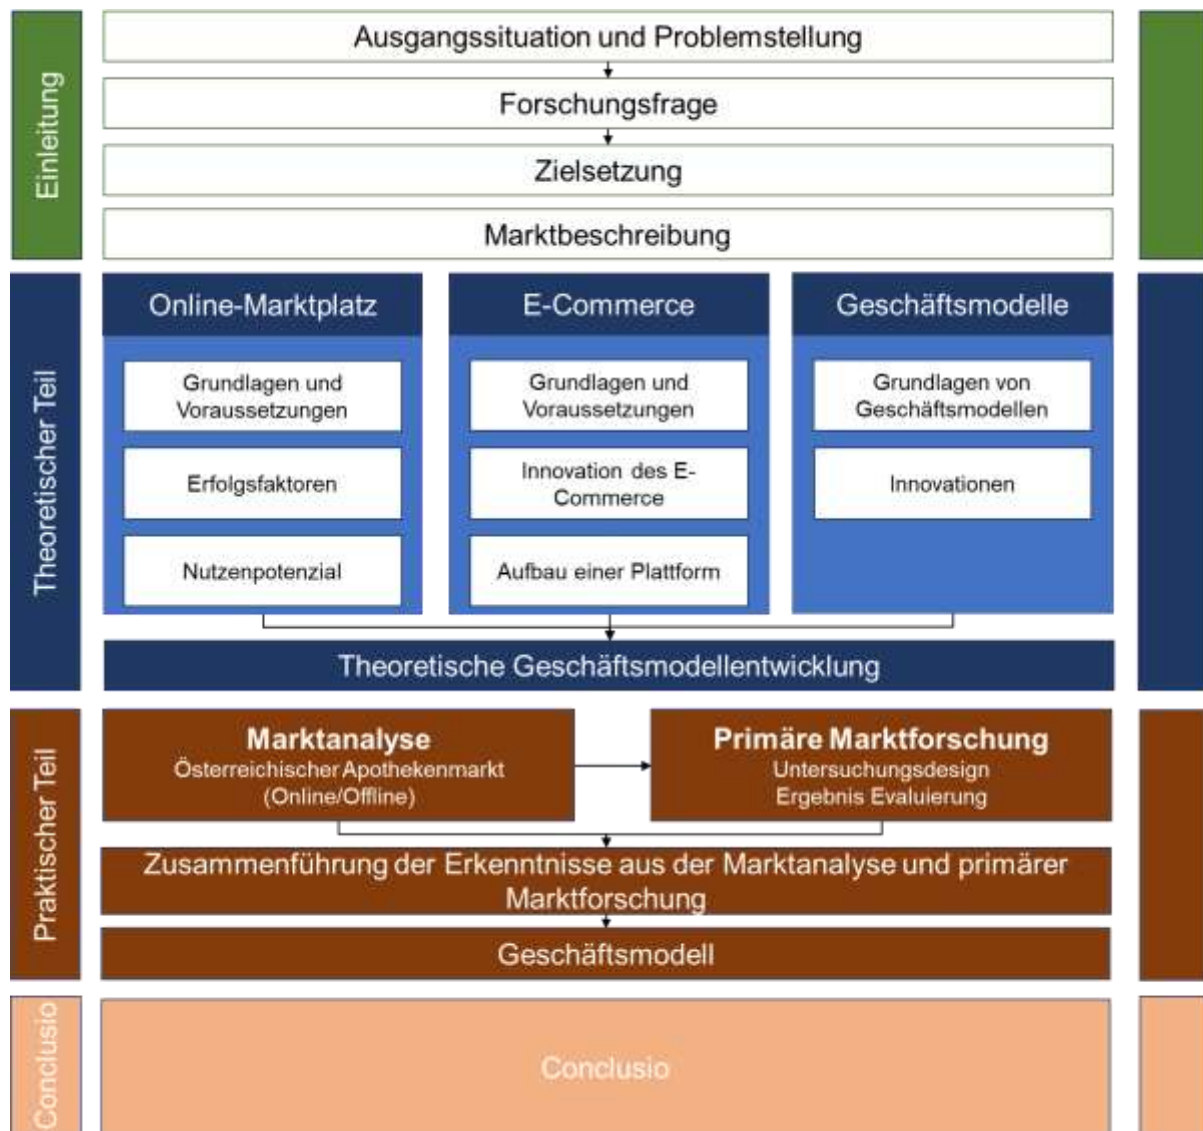 Einleitung
Ausgangssituation und Problemstellung
Forschungsfrage
Zielsetzung
Marktbeschreibung
Theoretischer Teil
Online-Marktplatz
Grundlagen und
Voraussetzungen
Erfolgsfaktoren
Nutzenpotenzial
E-Commerce
Grundlagen und
Voraussetzungen
Innovation des E-
Commerce
Aufbau einer Plattform
Geschäftsmodelle
Grundlagen von
Geschäftsmodellen
Innovationen
Theoretische Geschäftsmodellentwicklung
Praktischer Teil
Marktanalyse
Österreichischer Apothekenmarkt
(Online/Offline)
Primäre Marktforschung
Untersuchungsdesign
Ergebnis Evaluierung
Zusammenführung der Erkenntnisse aus der Marktanalyse und primärer
Marktforschung
Geschäftsmodell
Conclusio
Conclusio